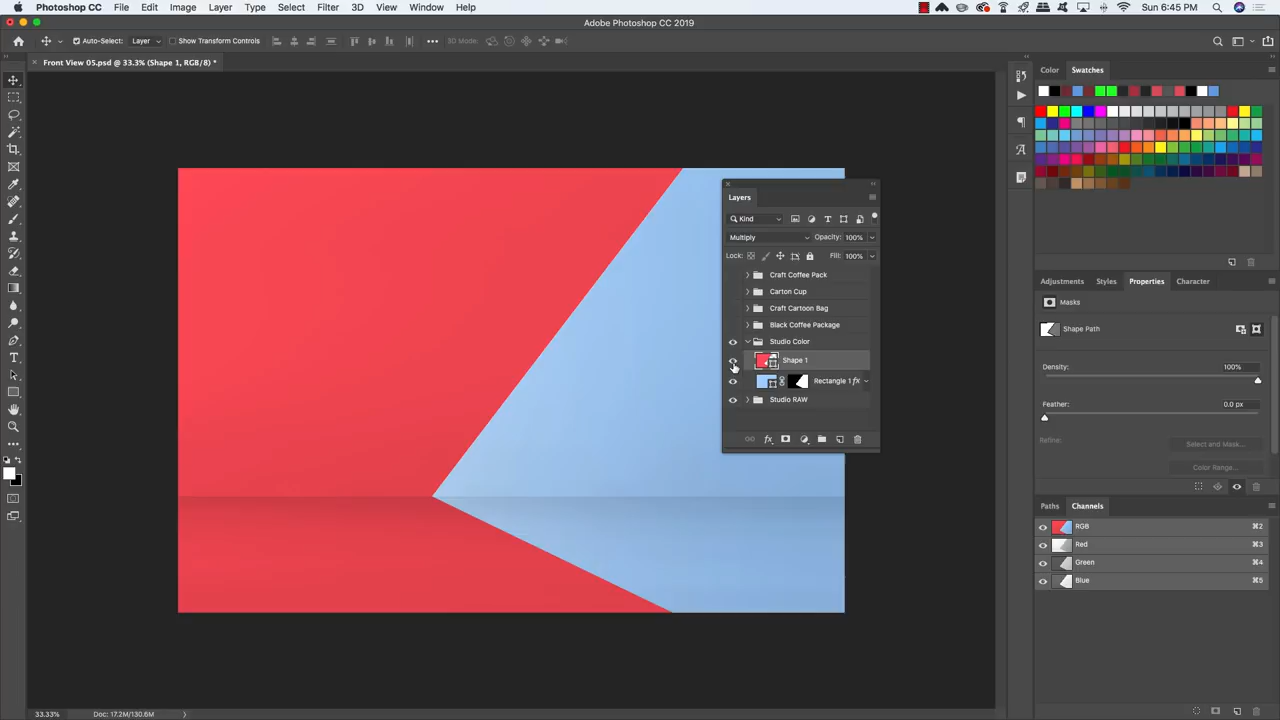 Photoshop CC File Edit Image Layer Type Select Filter 3D View Window Help Sun 6:45 PM
Adobe Photoshop CC 2019
Auto-Select: Layer Show Transform Controls 3D Mode:
Front View 05.psd @ 33.3% (Shape 1, RGB/8) *
Color Swatches
Layers
Kind
Multiply Opacity: 100%
Lock: Fill: 100%
Craft Coffee Pack
Carton Cup
Craft Cartoon Bag
Black Coffee Package
Studio Color
Shape 1
Rectangle 1 fx
Studio RAW
fx
Adjustments Styles Properties Character
Masks
Shape Path
Density: 100%
Feather: 0.0 px
Refine: Select and Mask...
Color Range...
Paths Channels
RGB ⌘2
Red ⌘3
Green ⌘4
Blue ⌘5
33.33% Doc: 17.2M/130.6M